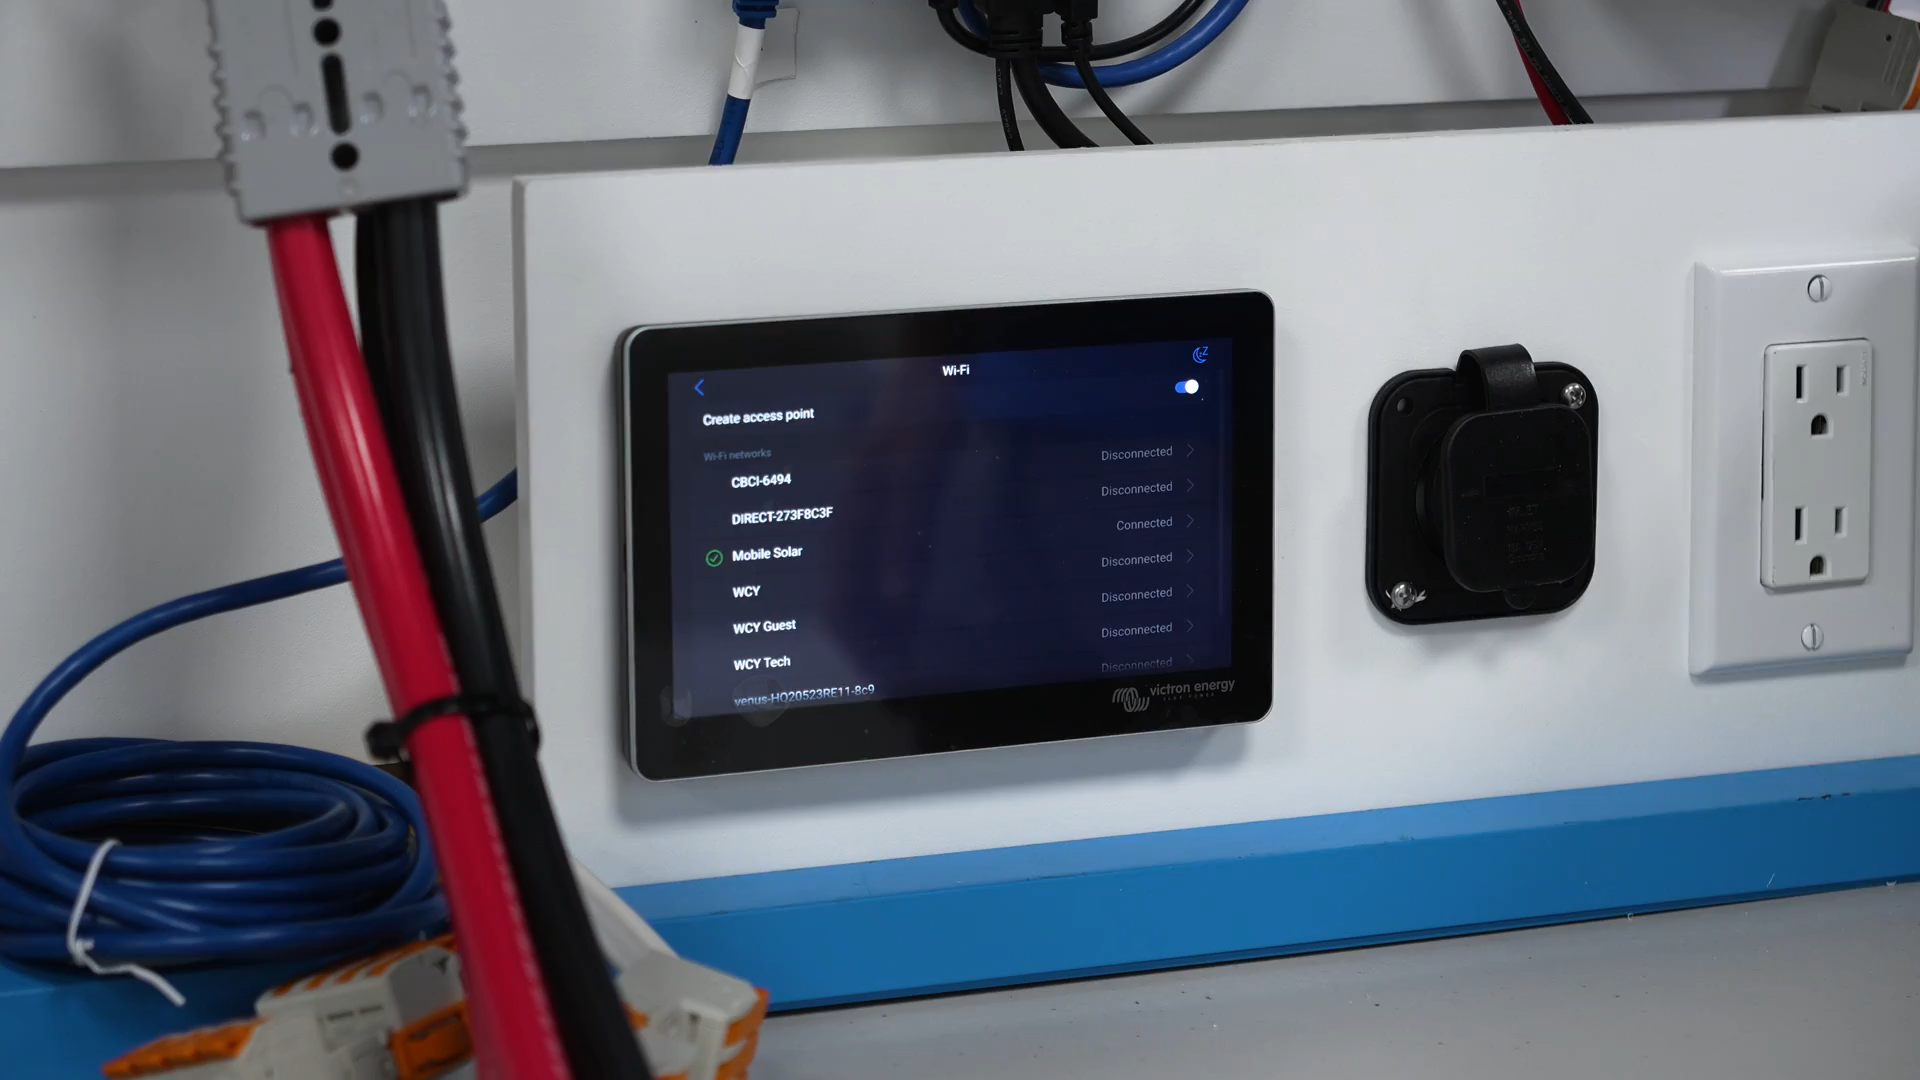 Wi-Fi
Create access point
Wi-Fi networks
CBCI-6494 Disconnected
DIRECT-273F8C3F Disconnected
Mobile Solar Connected
WCY Disconnected
WCY Guest Disconnected
WCY Tech Disconnected
venus-HQ20523RE11-8c9 Disconnected
victron energy